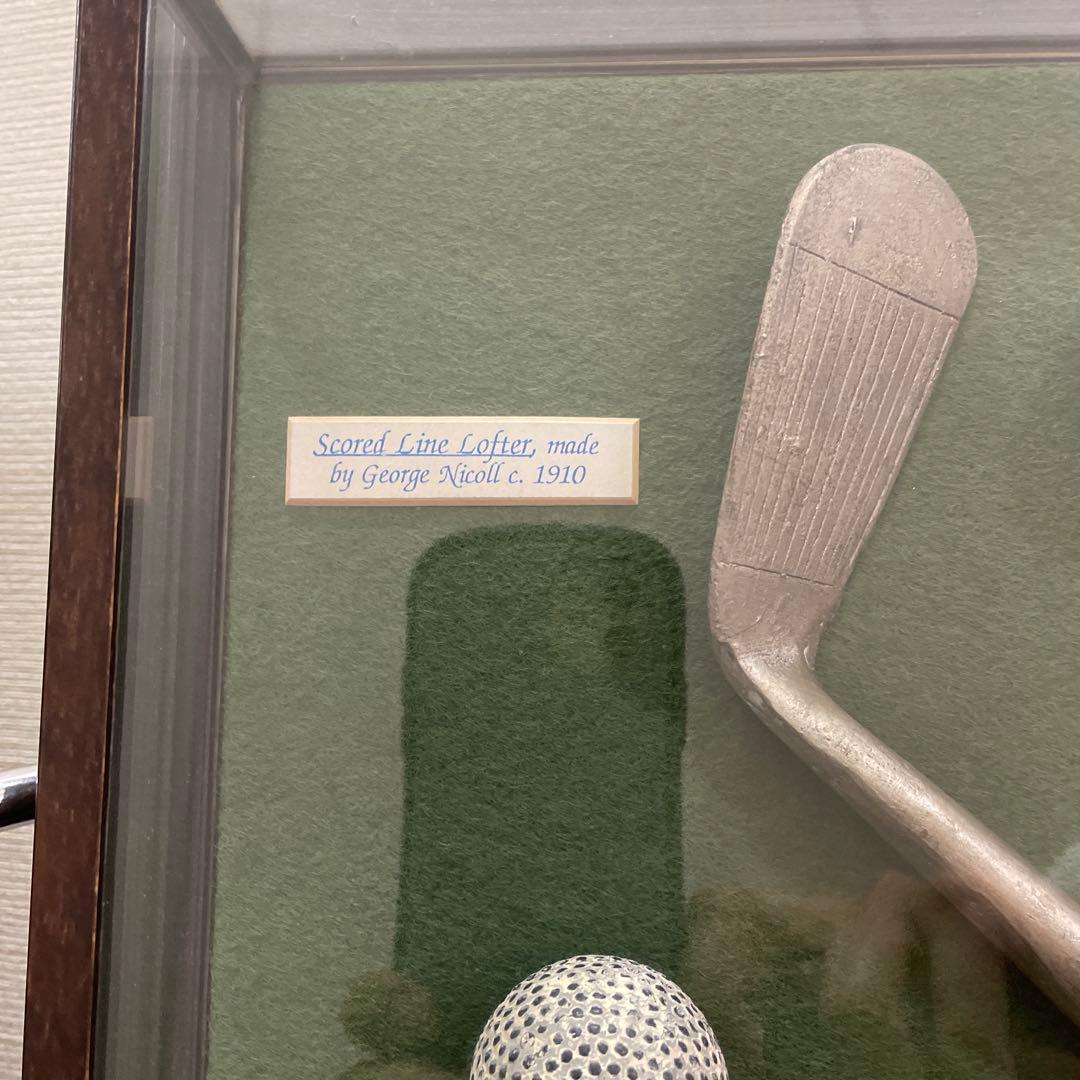 Scored Line Lofter, made
by George Nicoll c. 1910